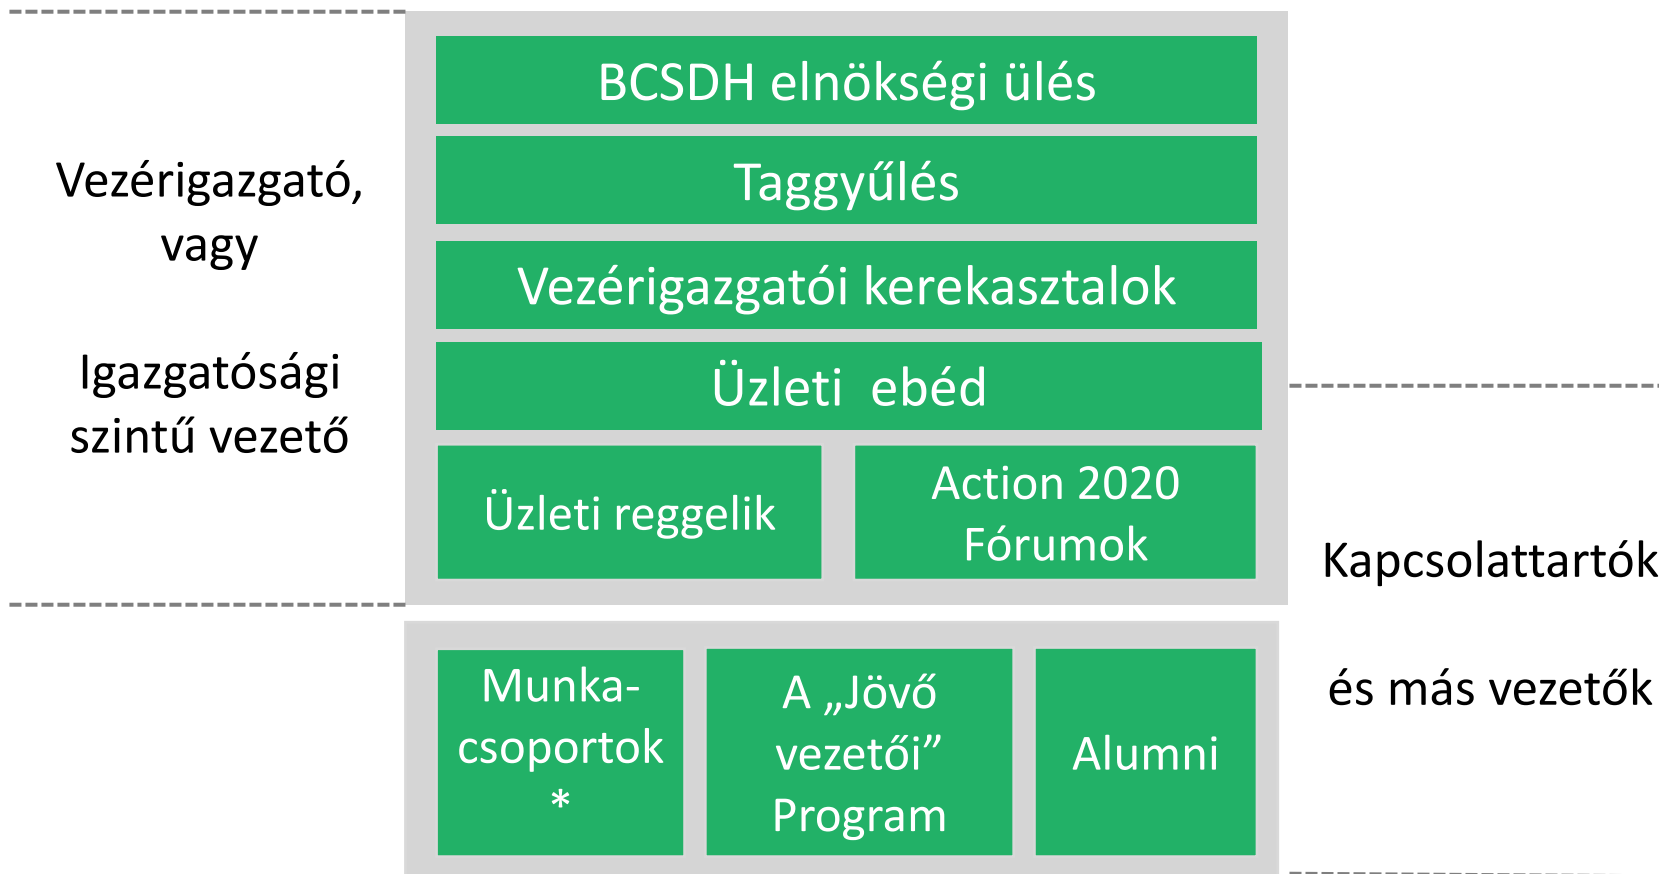 BCSDH elnökségi ülés
Taggyűlés
Vezérigazgatói kerekasztalok
Üzleti ebéd
Üzleti reggelik
Action 2020
Fórumok
Vezérigazgató,
vagy
Igazgatósági
szintű vezető
Kapcsolattartók
és más vezetők
Munka-
csoportok
*
A „Jövő
vezetői”
Program
Alumni